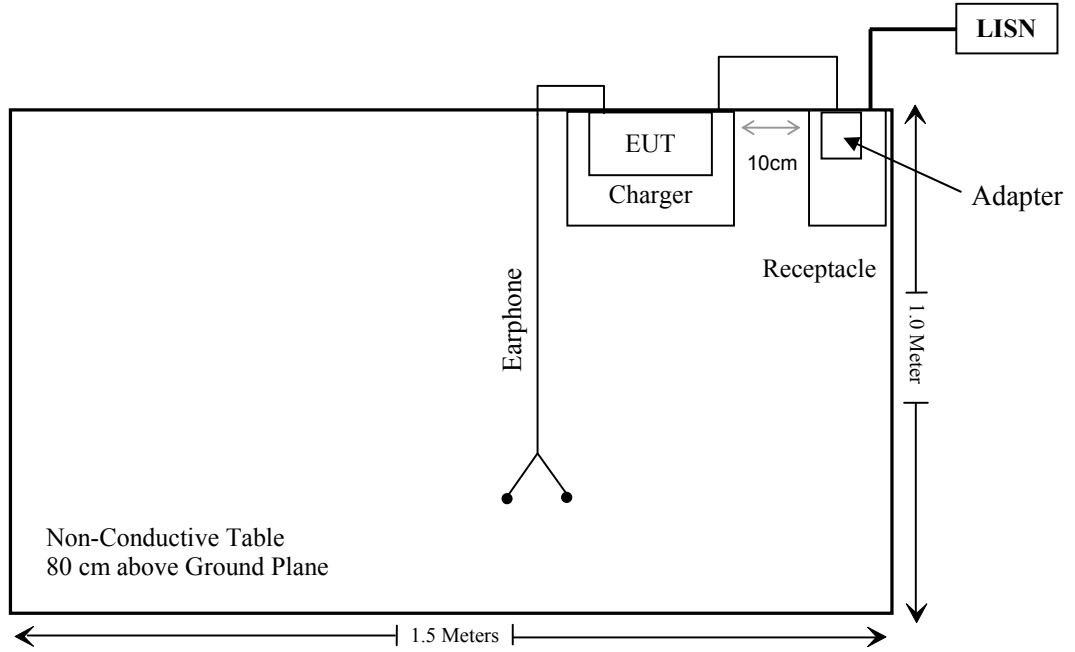 LISN
EUT
10cm
Charger
Adapter
Receptacle
Earphone
1.0 Meter
Non-Conductive Table
80 cm above Ground Plane
1.5 Meters